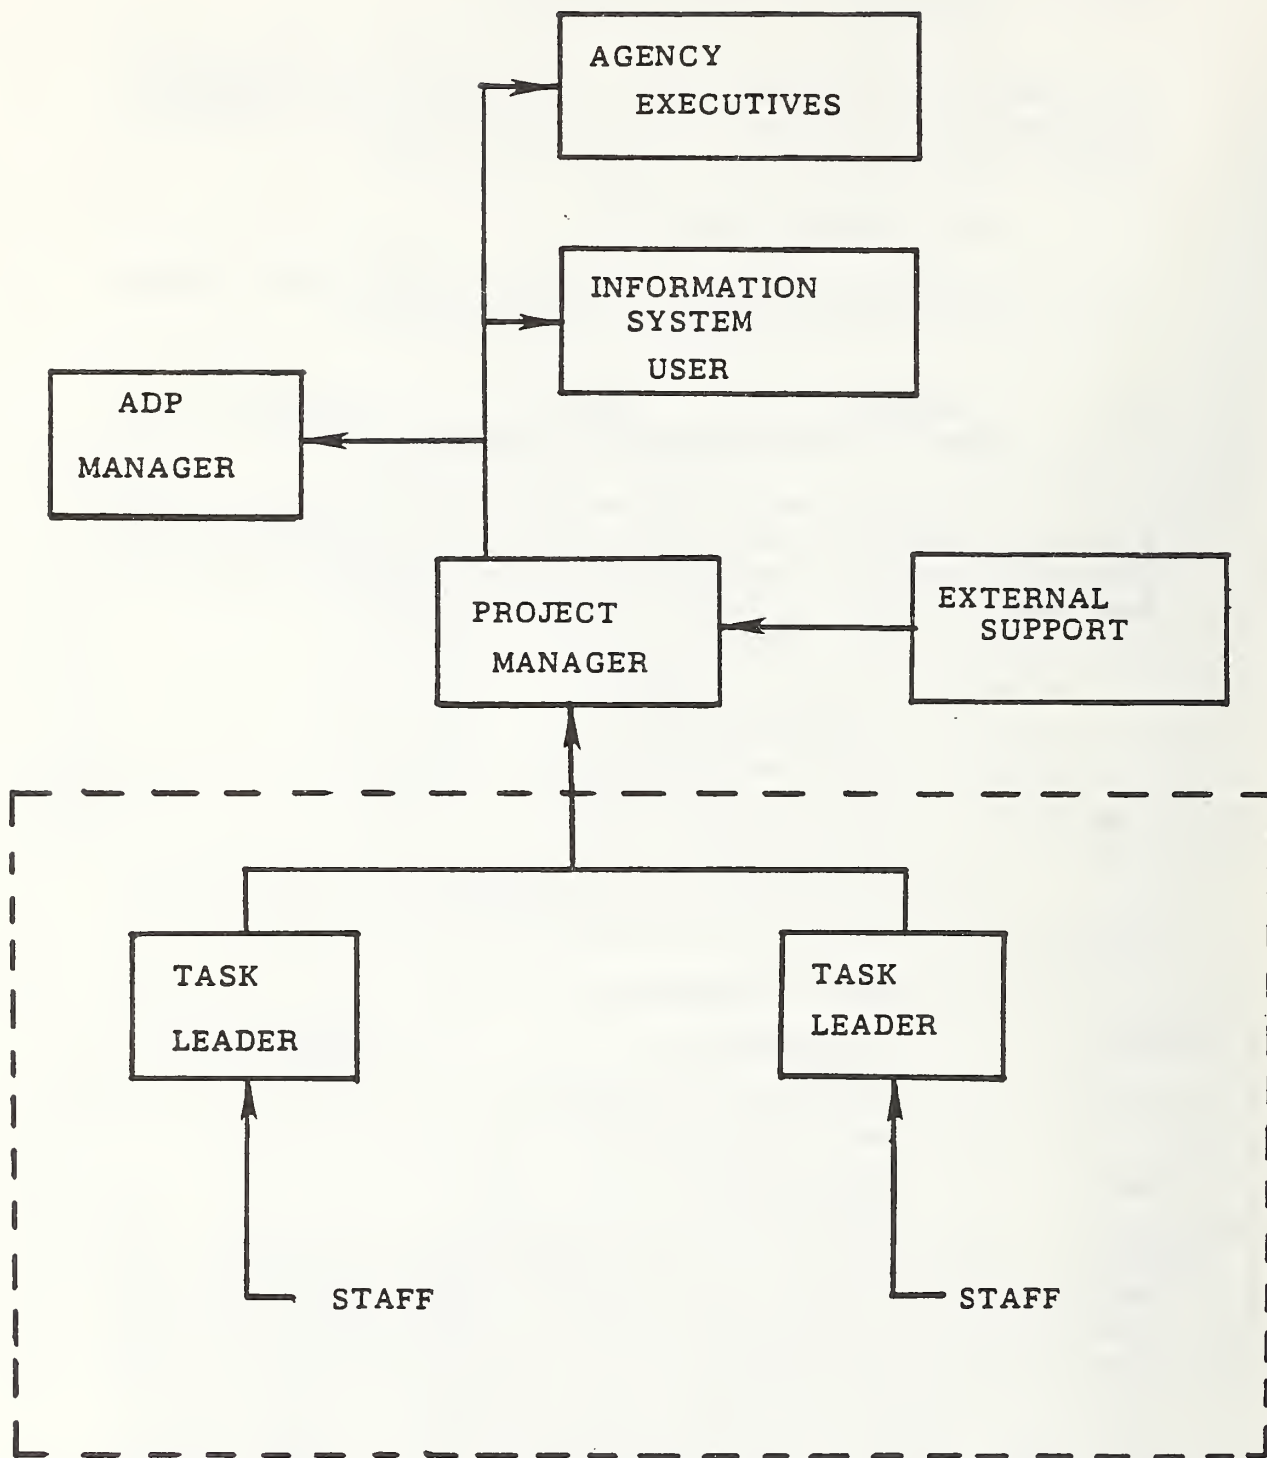 AGENCY
EXECUTIVES
INFORMATION
SYSTEM
USER
ADP
MANAGER
PROJECT
MANAGER
EXTERNAL
SUPPORT
TASK
LEADER
TASK
LEADER
STAFF
STAFF